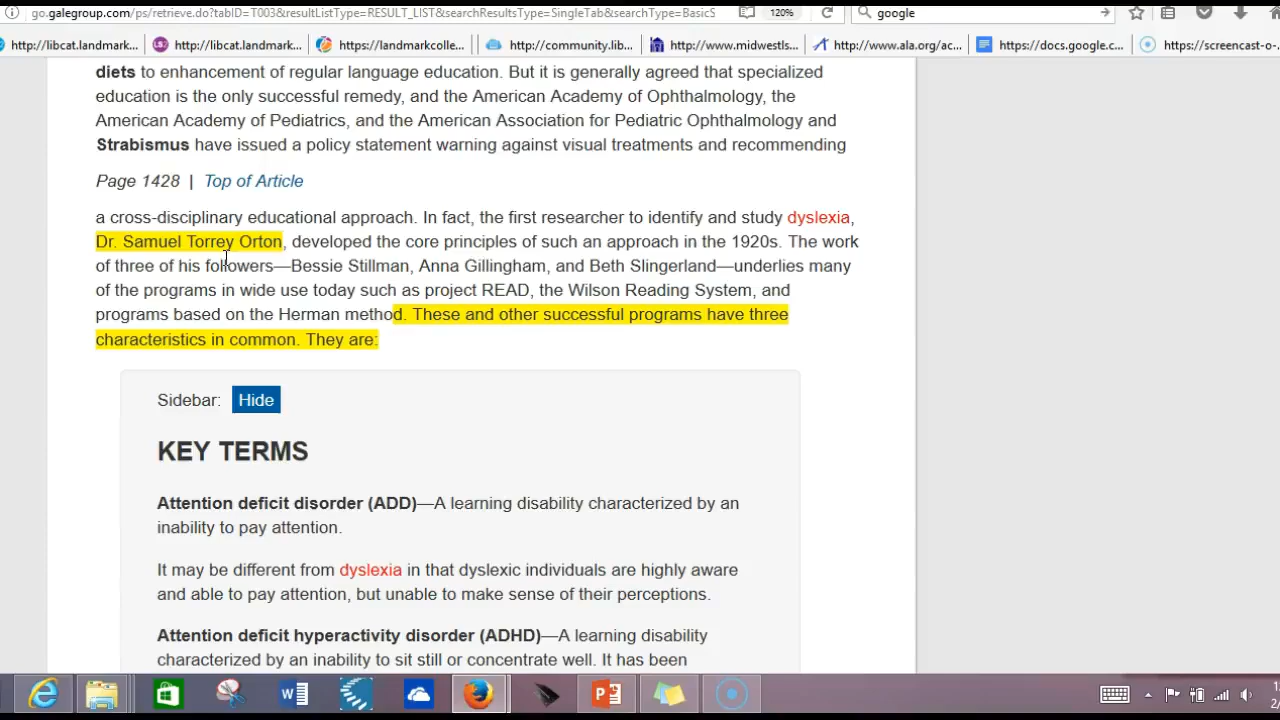 go.galegroup.com/ps/retrieve.do?tabID=T003&resultListType=RESULT_LIST&searchResultsType=SingleTab&searchType=BasicS 120% google
http://libcat.landmark... http://libcat.landmark... https://landmarkcolle... http://community.lib... http://www.midwestls... http://www.ala.org/ac... https://docs.google.c... https://screencast-o-
diets to enhancement of regular language education. But it is generally agreed that specialized
education is the only successful remedy, and the American Academy of Ophthalmology, the
American Academy of Pediatrics, and the American Association for Pediatric Ophthalmology and
Strabismus have issued a policy statement warning against visual treatments and recommending
Page 1428 | Top of Article
a cross-disciplinary educational approach. In fact, the first researcher to identify and study dyslexia,
Dr. Samuel Torrey Orton, developed the core principles of such an approach in the 1920s. The work
of three of his followers—Bessie Stillman, Anna Gillingham, and Beth Slingerland—underlies many
of the programs in wide use today such as project READ, the Wilson Reading System, and
programs based on the Herman method. These and other successful programs have three
characteristics in common. They are:
Sidebar: Hide
KEY TERMS
Attention deficit disorder (ADD)—A learning disability characterized by an
inability to pay attention.
It may be different from dyslexia in that dyslexic individuals are highly aware
and able to pay attention, but unable to make sense of their perceptions.
Attention deficit hyperactivity disorder (ADHD)—A learning disability
characterized by an inability to sit still or concentrate well. It has been